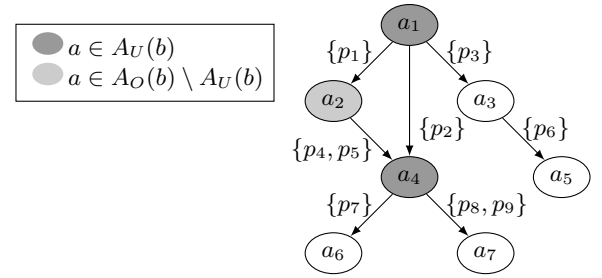 a ∈ A_U(b)
a ∈ A_O(b) \ A_U(b)
a_1
{p_1}
{p_3}
a_2
a_3
{p_2}
{p_4, p_5}
{p_6}
a_4
a_5
{p_7}
{p_8, p_9}
a_6
a_7